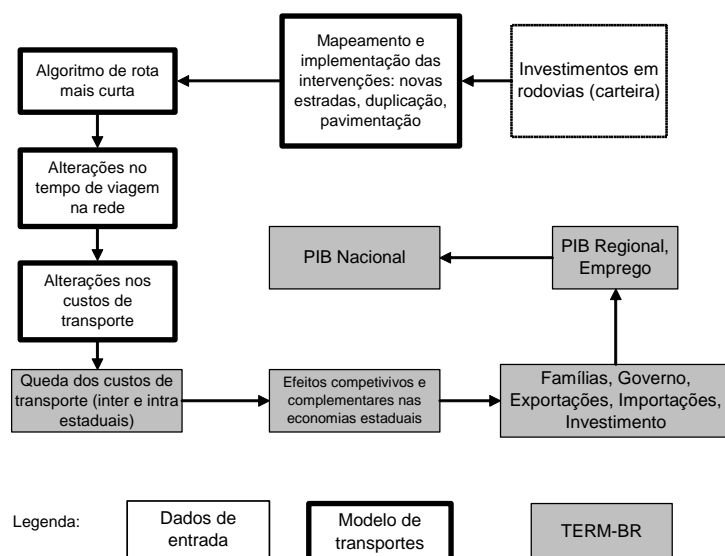 Algoritmo de rota
mais curta
Mapeamento e
implementação das
intervenções: novas
estradas, duplicação,
pavimentação
Investimentos em
rodovias (carteira)
Alterações no
tempo de viagem
na rede
PIB Nacional
PIB Regional,
Emprego
Alterações nos
custos de
transporte
Queda dos custos de
transporte (inter e intra
estaduais)
Efeitos competivivos e
complementares nas
economias estaduais
Famílias, Governo,
Exportações, Importações,
Investimento
Legenda:
Dados de
entrada
Modelo de
transportes
TERM-BR